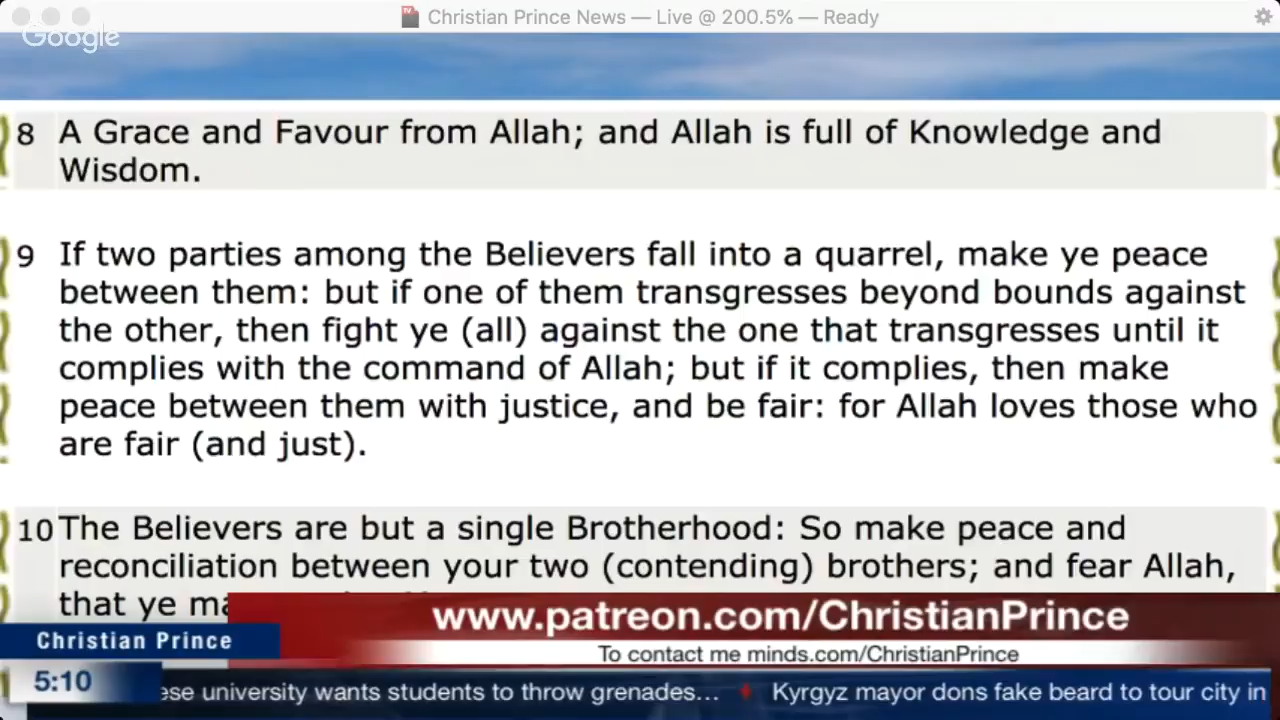 Christian Prince News — Live @ 200.5% — Ready
Google
8 A Grace and Favour from Allah; and Allah is full of Knowledge and
Wisdom.
9 If two parties among the Believers fall into a quarrel, make ye peace
between them: but if one of them transgresses beyond bounds against
the other, then fight ye (all) against the one that transgresses until it
complies with the command of Allah; but if it complies, then make
peace between them with justice, and be fair: for Allah loves those who
are fair (and just).
10 The Believers are but a single Brotherhood: So make peace and
reconciliation between your two (contending) brothers; and fear Allah,
that ye
www.patreon.com/ChristianPrince
Christian Prince
To contact me minds.com/ChristianPrince
5:10
ese university wants students to throw grenades... Kyrgyz mayor dons fake beard to tour city in